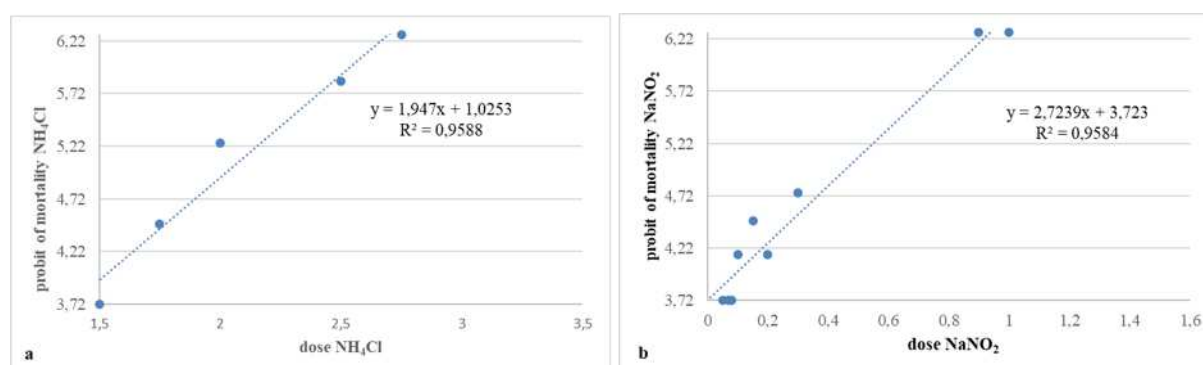 probit of mortality NH₄Cl
6,22
5,72
5,22
4,72
4,22
3,72
y = 1,947x + 1,0253
R² = 0,9588
1,5 2 2,5 3 3,5
dose NH₄Cl
a
probit of mortality NaNO₂
6,22
5,72
5,22
4,72
4,22
3,72
y = 2,7239x + 3,723
R² = 0,9584
0 0,2 0,4 0,6 0,8 1 1,2 1,4 1,6
dose NaNO₂
b